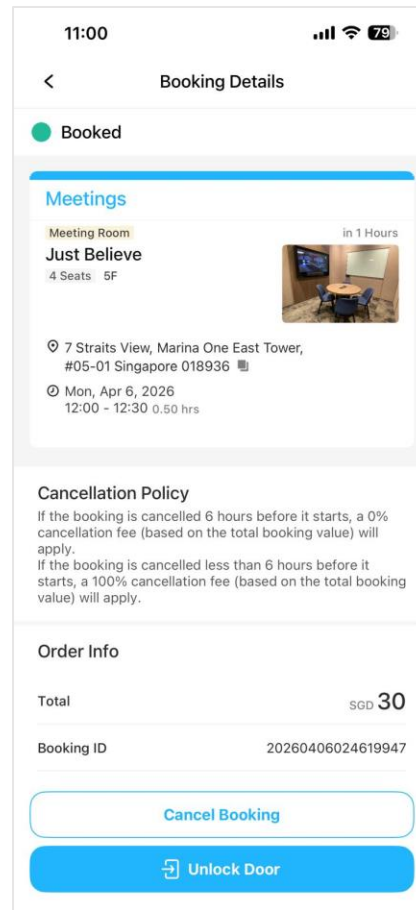 11:00
79
Booking Details
Booked
Meetings
Meeting Room
in 1 Hours
Just Believe
4 Seats 5F
7 Straits View, Marina One East Tower,
#05-01 Singapore 018936
Mon, Apr 6, 2026
12:00 - 12:30 0.50 hrs
Cancellation Policy
If the booking is cancelled 6 hours before it starts, a 0%
cancellation fee (based on the total booking value) will
apply.
If the booking is cancelled less than 6 hours before it
starts, a 100% cancellation fee (based on the total booking
value) will apply.
Order Info
Total
SGD 30
Booking ID
20260406024619947
Cancel Booking
Unlock Door